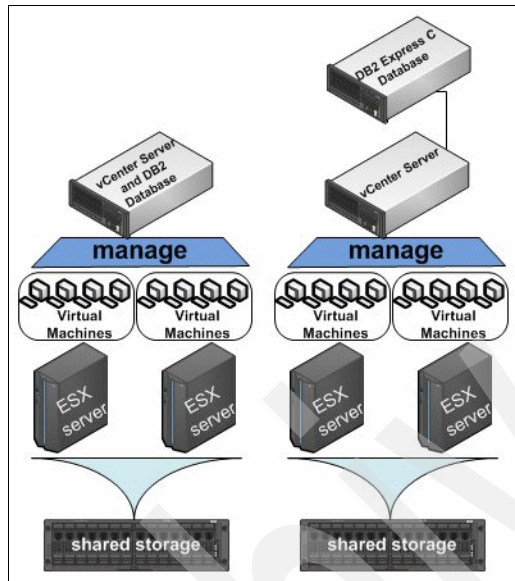 DB2 Express C
Database
vCenter Server
and DB2
Database
vCenter Server
manage
manage
Virtual
Machines
Virtual
Machines
Virtual
Machines
Virtual
Machines
ESX
server
ESX
server
ESX
server
ESX
server
shared storage
shared storage